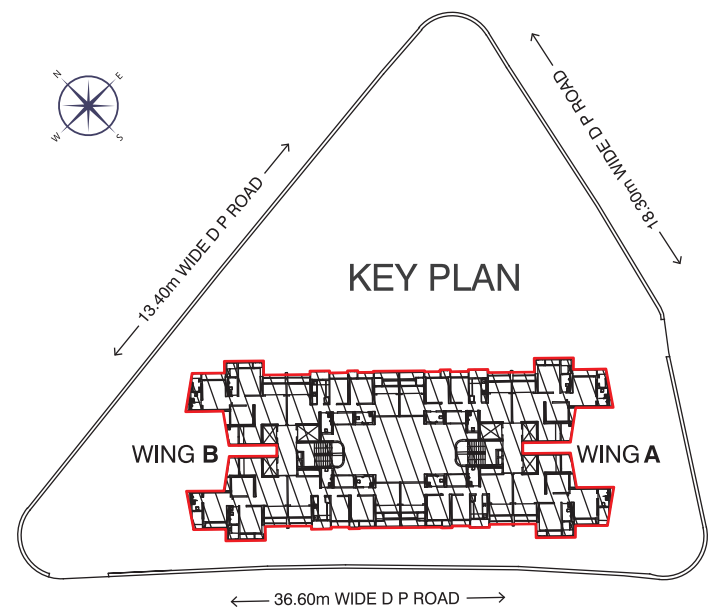 N
E
W
S
18.30m WIDE D P ROAD
13.40m WIDE D P ROAD
KEY PLAN
WING B
WING A
36.60m WIDE D P ROAD